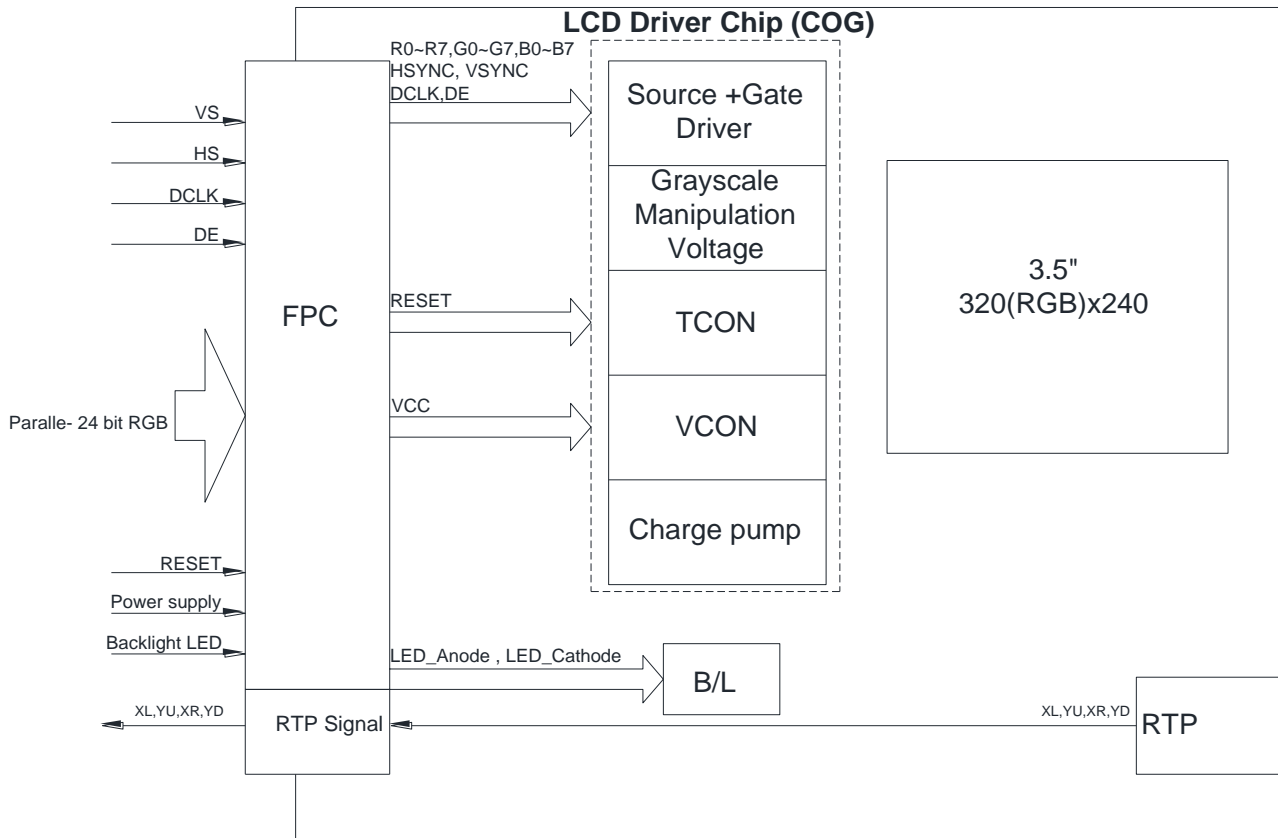 LCD Driver Chip (COG)
R0~R7,G0~G7,B0~B7
HSYNC, VSYNC
DCLK,DE
VS
HS
DCLK
DE
FPC
Source +Gate
Driver
Grayscale
Manipulation
Voltage
3.5"
320(RGB)x240
RESET
TCON
VCC
VCON
Paralle- 24 bit RGB
Charge pump
RESET
Power supply
Backlight LED
LED_Anode , LED_Cathode
B/L
XL,YU,XR,YD
RTP Signal
XL,YU,XR,YD
RTP